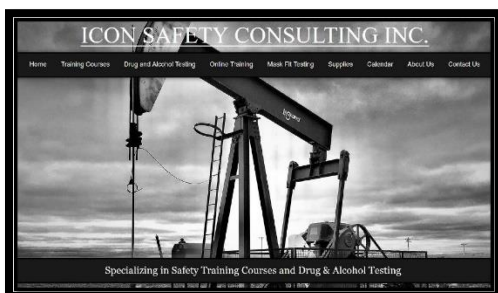 ICON SAFETY CONSULTING INC.
Home Training Courses Drug and Alcohol Testing Online Training Mask Fit Testing Supplies Calendar About Us Contact Us
Specializing in Safety Training Courses and Drug & Alcohol Testing